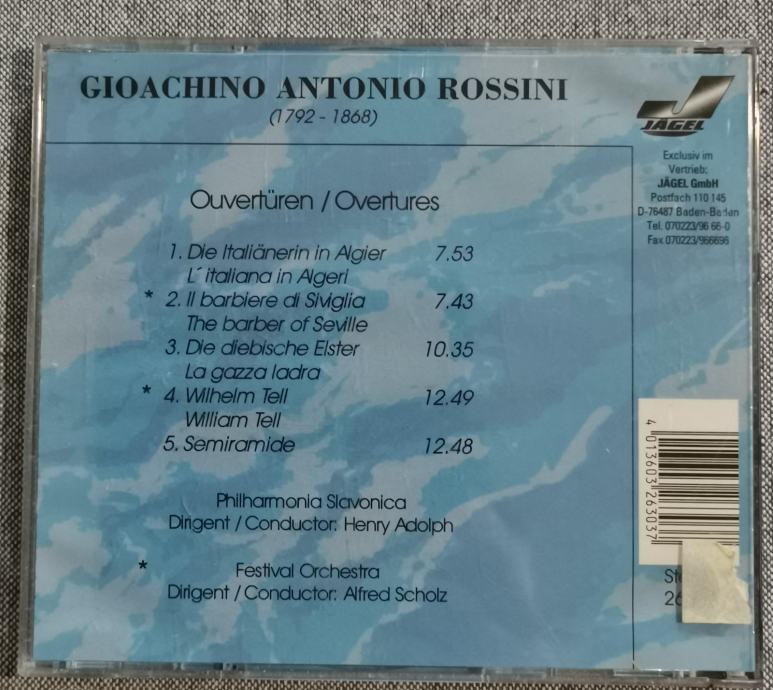 GIOACHINO ANTONIO ROSSINI
(1792 - 1868)
JÄGEL
Exclusiv im
Vertrieb:
JÄGEL GmbH
Postfach 110 145
D-76487 Baden-Baden
Tel. 070223/96 66-0
Fax 070223/966696
Ouvertüren / Overtures
1. Die Italiänerin in Algier 7.53
L´italiana in Algeri
* 2. Il barbiere di Siviglia 7.43
The barber of Seville
3. Die diebische Elster 10.35
La gazza ladra
* 4. Wilhelm Tell 12.49
William Tell
5. Semiramide 12.48
Philharmonia Slavonica
Dirigent / Conductor: Henry Adolph
* Festival Orchestra
Dirigent / Conductor: Alfred Scholz
4 013603 263037